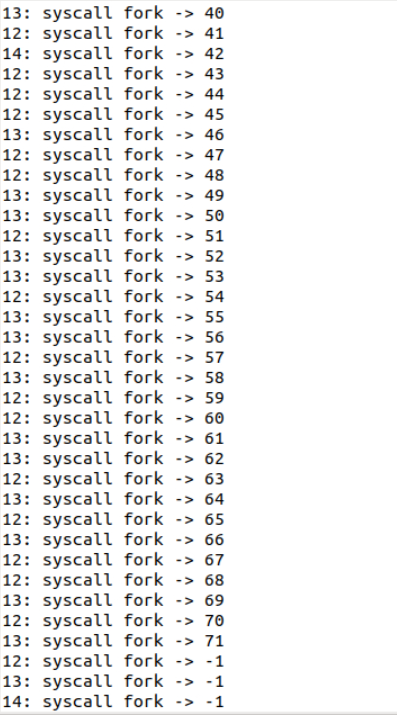 13: syscall fork -> 40
12: syscall fork -> 41
14: syscall fork -> 42
12: syscall fork -> 43
12: syscall fork -> 44
12: syscall fork -> 45
13: syscall fork -> 46
12: syscall fork -> 47
12: syscall fork -> 48
13: syscall fork -> 49
13: syscall fork -> 50
12: syscall fork -> 51
13: syscall fork -> 52
13: syscall fork -> 53
12: syscall fork -> 54
13: syscall fork -> 55
13: syscall fork -> 56
12: syscall fork -> 57
13: syscall fork -> 58
12: syscall fork -> 59
12: syscall fork -> 60
13: syscall fork -> 61
13: syscall fork -> 62
12: syscall fork -> 63
13: syscall fork -> 64
12: syscall fork -> 65
13: syscall fork -> 66
12: syscall fork -> 67
12: syscall fork -> 68
13: syscall fork -> 69
12: syscall fork -> 70
13: syscall fork -> 71
12: syscall fork -> -1
13: syscall fork -> -1
14: syscall fork -> -1